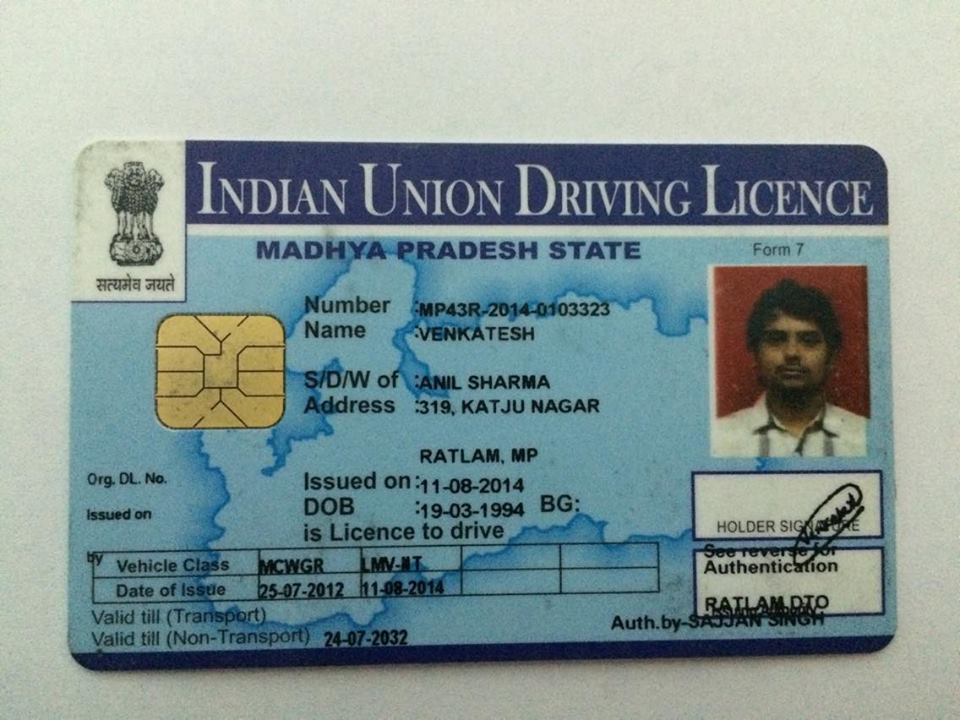 INDIAN UNION DRIVING LICENCE
सत्यमेव जयते
MADHYA PRADESH STATE
Form 7
Number :MP43R-2014-0103323
Name :VENKATESH
S/D/W of :ANIL SHARMA
Address :319, KATJU NAGAR
RATLAM, MP
Org. DL. No.
Issued on :11-08-2014
DOB :19-03-1994 BG:
Issued on
is Licence to drive
HOLDER SIGNATURE
by
See reverse for
Authentication
Vehicle Class MCWGR LMV-NT
Date of Issue 25-07-2012 11-08-2014
RATLAM DTO
Valid till (Transport)
Auth.by-SAJJAN SINGH
Valid till (Non-Transport) 24-07-2032